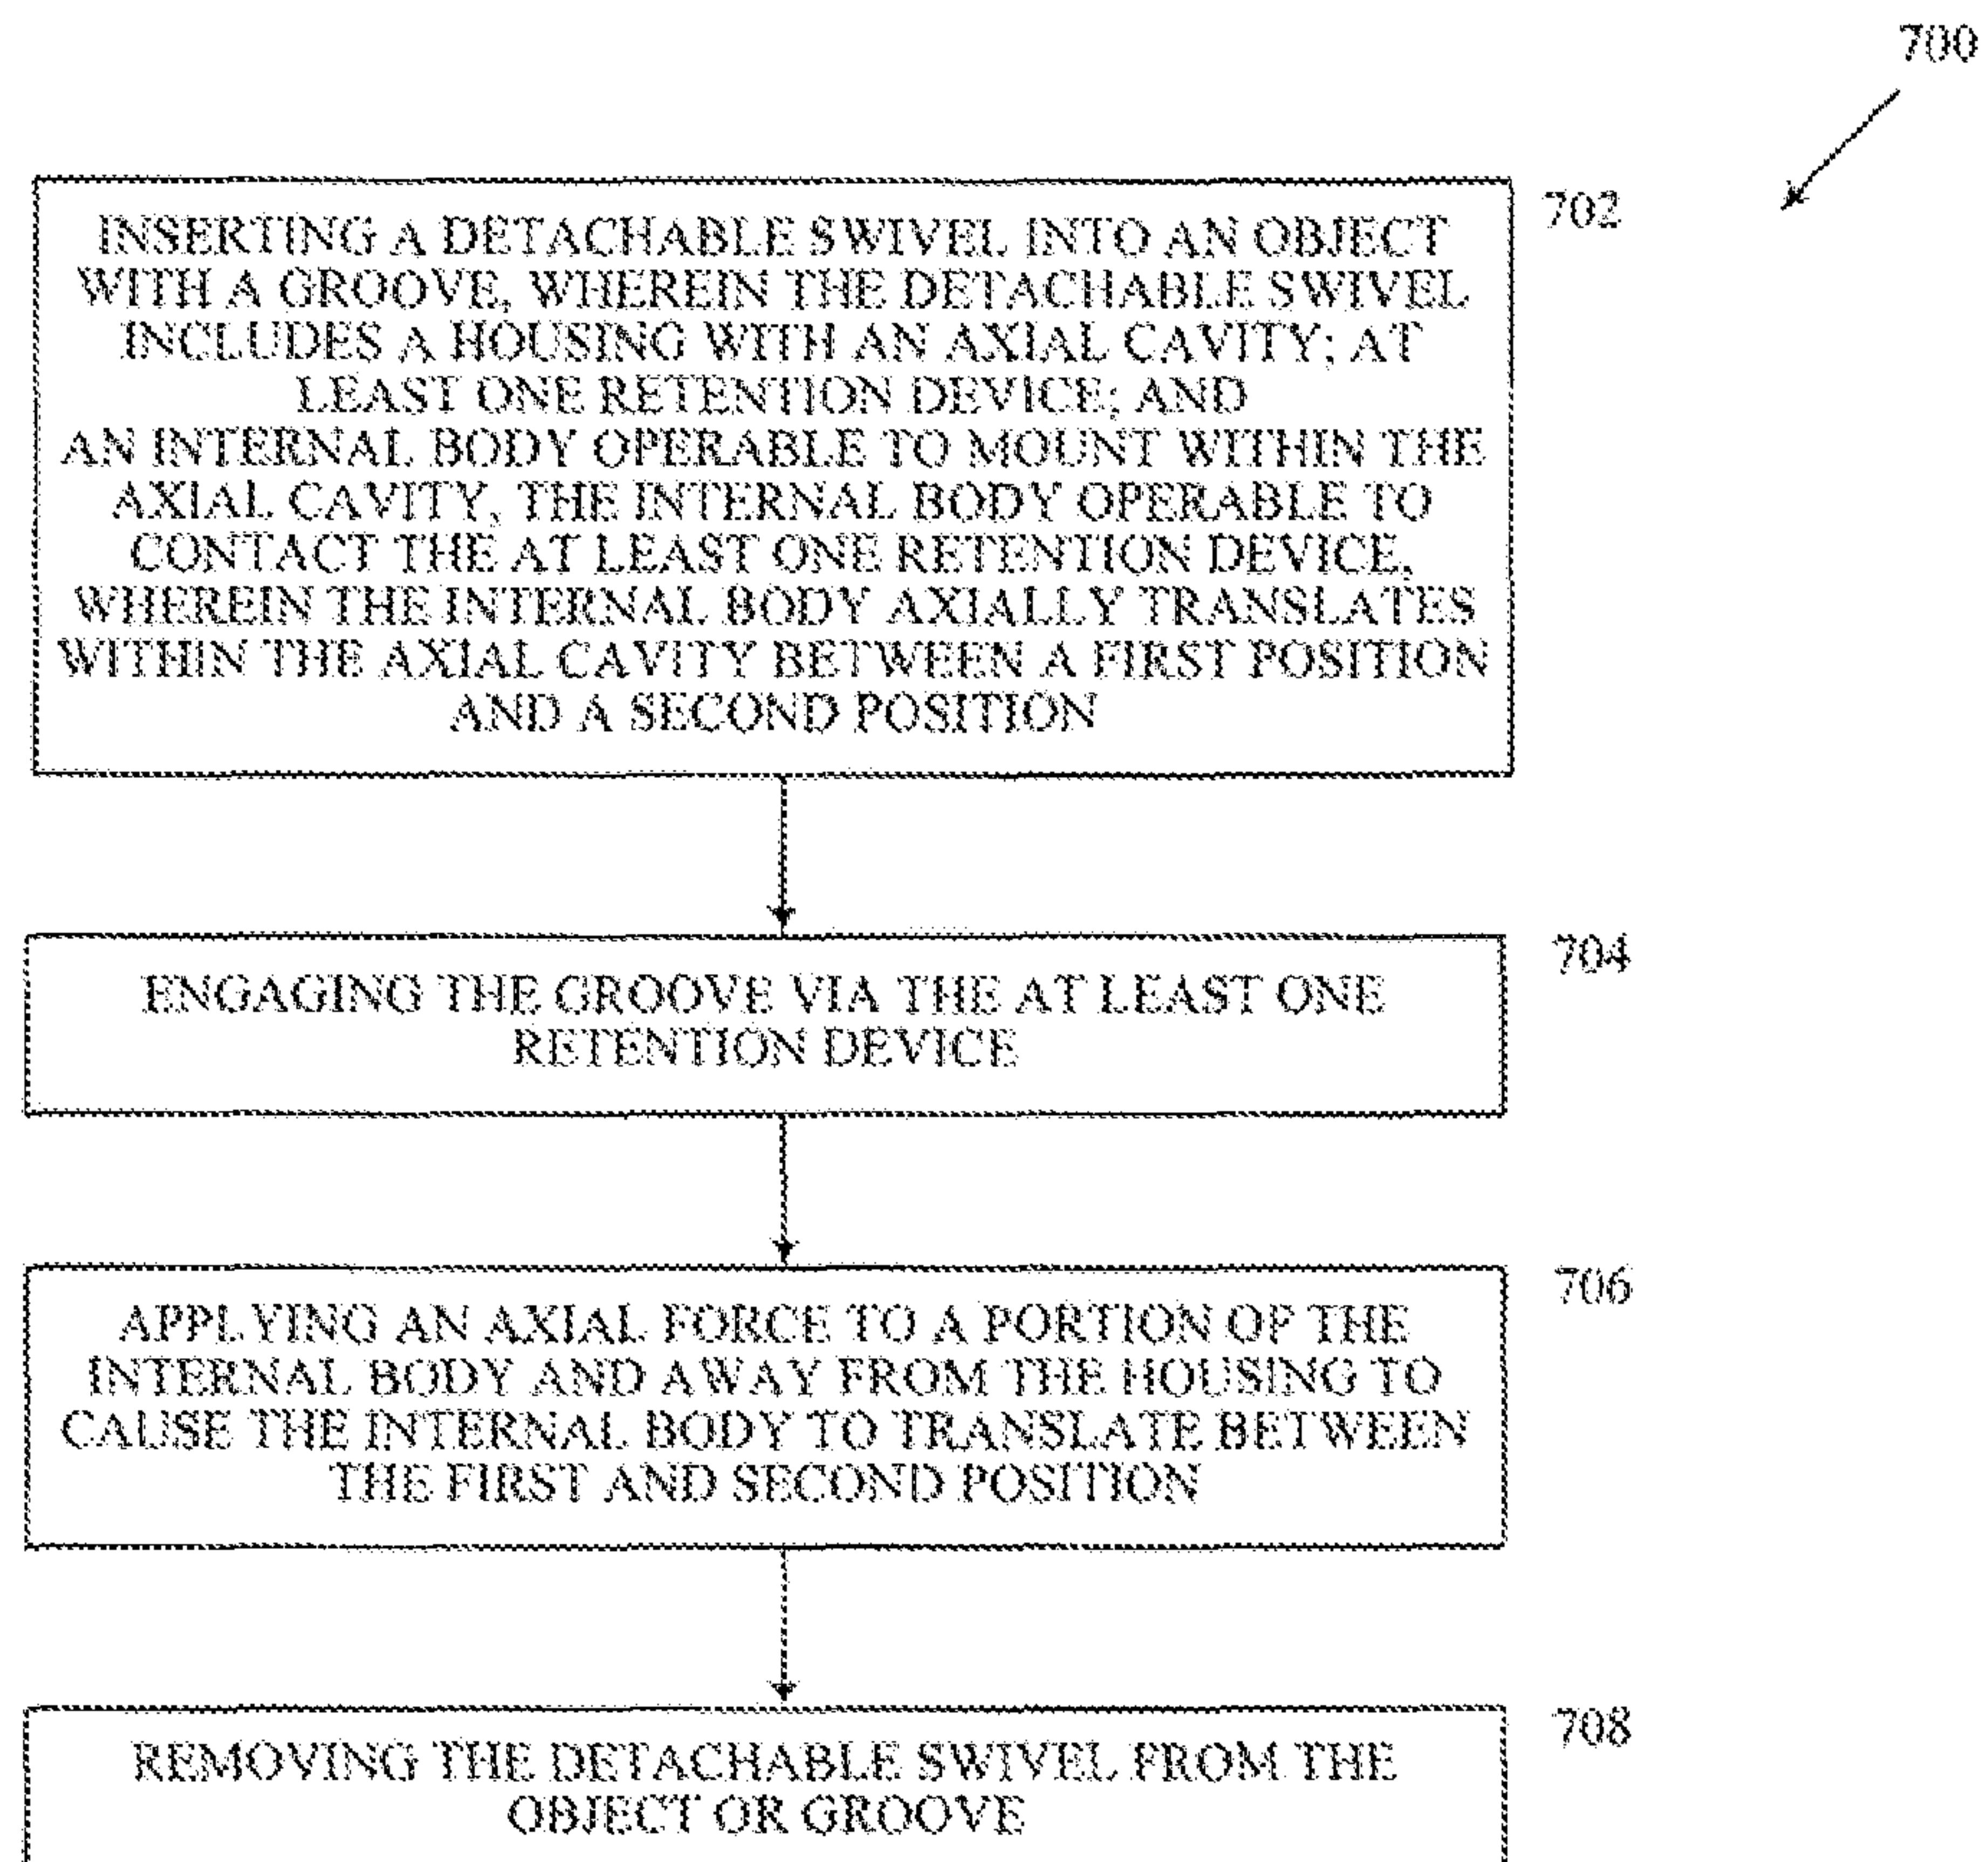 700
702
INSERTING A DETACHABLE SWIVEL INTO AN OBJECT
WITH A GROOVE, WHEREIN THE DETACHABLE SWIVEL
INCLUDES A HOUSING WITH AN AXIAL CAVITY; AT
LEAST ONE RETENTION DEVICE; AND
AN INTERNAL BODY OPERABLE TO MOUNT WITHIN THE
AXIAL CAVITY, THE INTERNAL BODY OPERABLE TO
CONTACT THE AT LEAST ONE RETENTION DEVICE,
WHEREIN THE INTERNAL BODY AXIALLY TRANSLATES
WITHIN THE AXIAL CAVITY BETWEEN A FIRST POSITION
AND A SECOND POSITION
704
ENGAGING THE GROOVE VIA THE AT LEAST ONE
RETENTION DEVICE
706
APPLYING AN AXIAL FORCE TO A PORTION OF THE
INTERNAL BODY AND AWAY FROM THE HOUSING TO
CAUSE THE INTERNAL BODY TO TRANSLATE BETWEEN
THE FIRST AND SECOND POSITION
708
REMOVING THE DETACHABLE SWIVEL FROM THE
OBJECT OR GROOVE